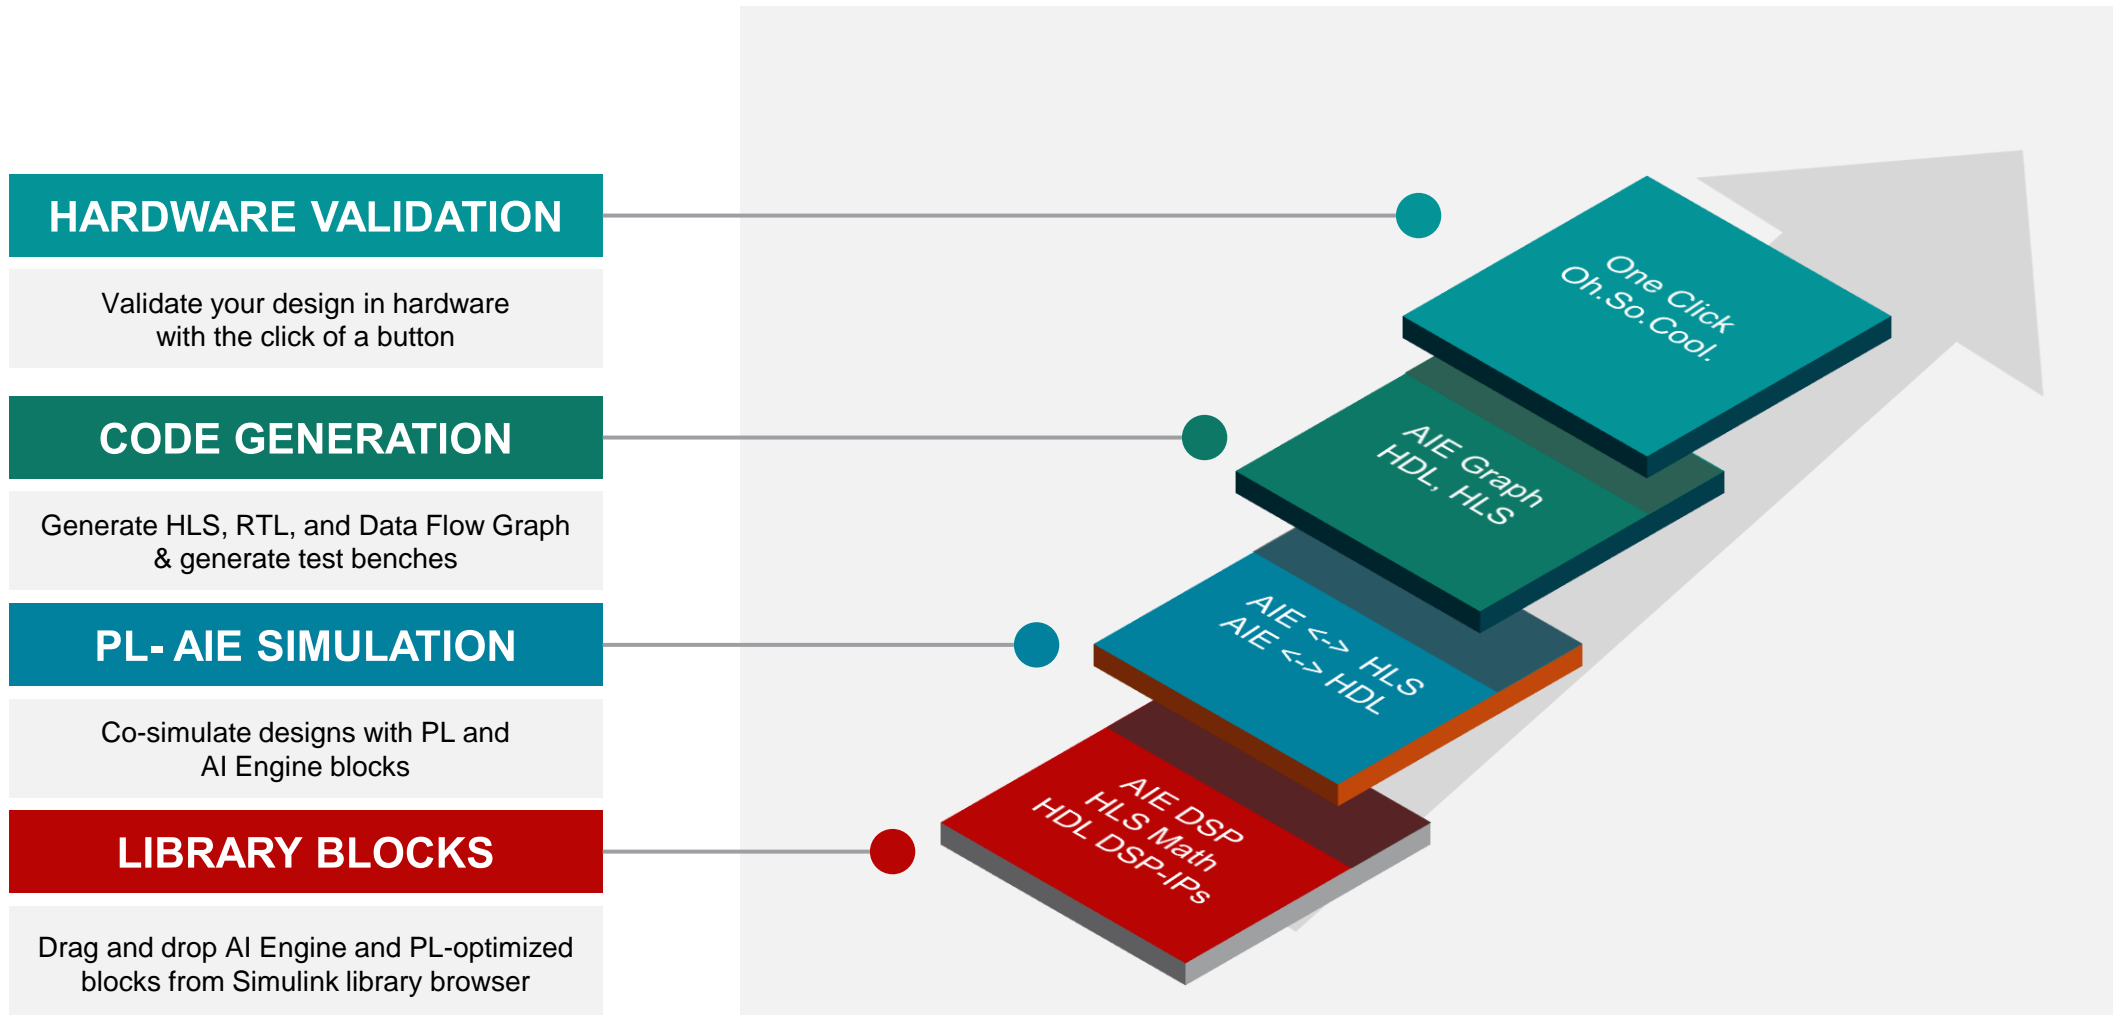 HARDWARE VALIDATION
Validate your design in hardware
with the click of a button
One Click
Oh.So.Cool.
CODE GENERATION
Generate HLS, RTL, and Data Flow Graph
& generate test benches
AIE Graph
HDL, HLS
PL- AIE SIMULATION
Co-simulate designs with PL and
AI Engine blocks
AIE <-> HLS
AIE <-> HDL
LIBRARY BLOCKS
Drag and drop AI Engine and PL-optimized
blocks from Simulink library browser
AIE DSP
HLS Math
HDL DSP-IPs